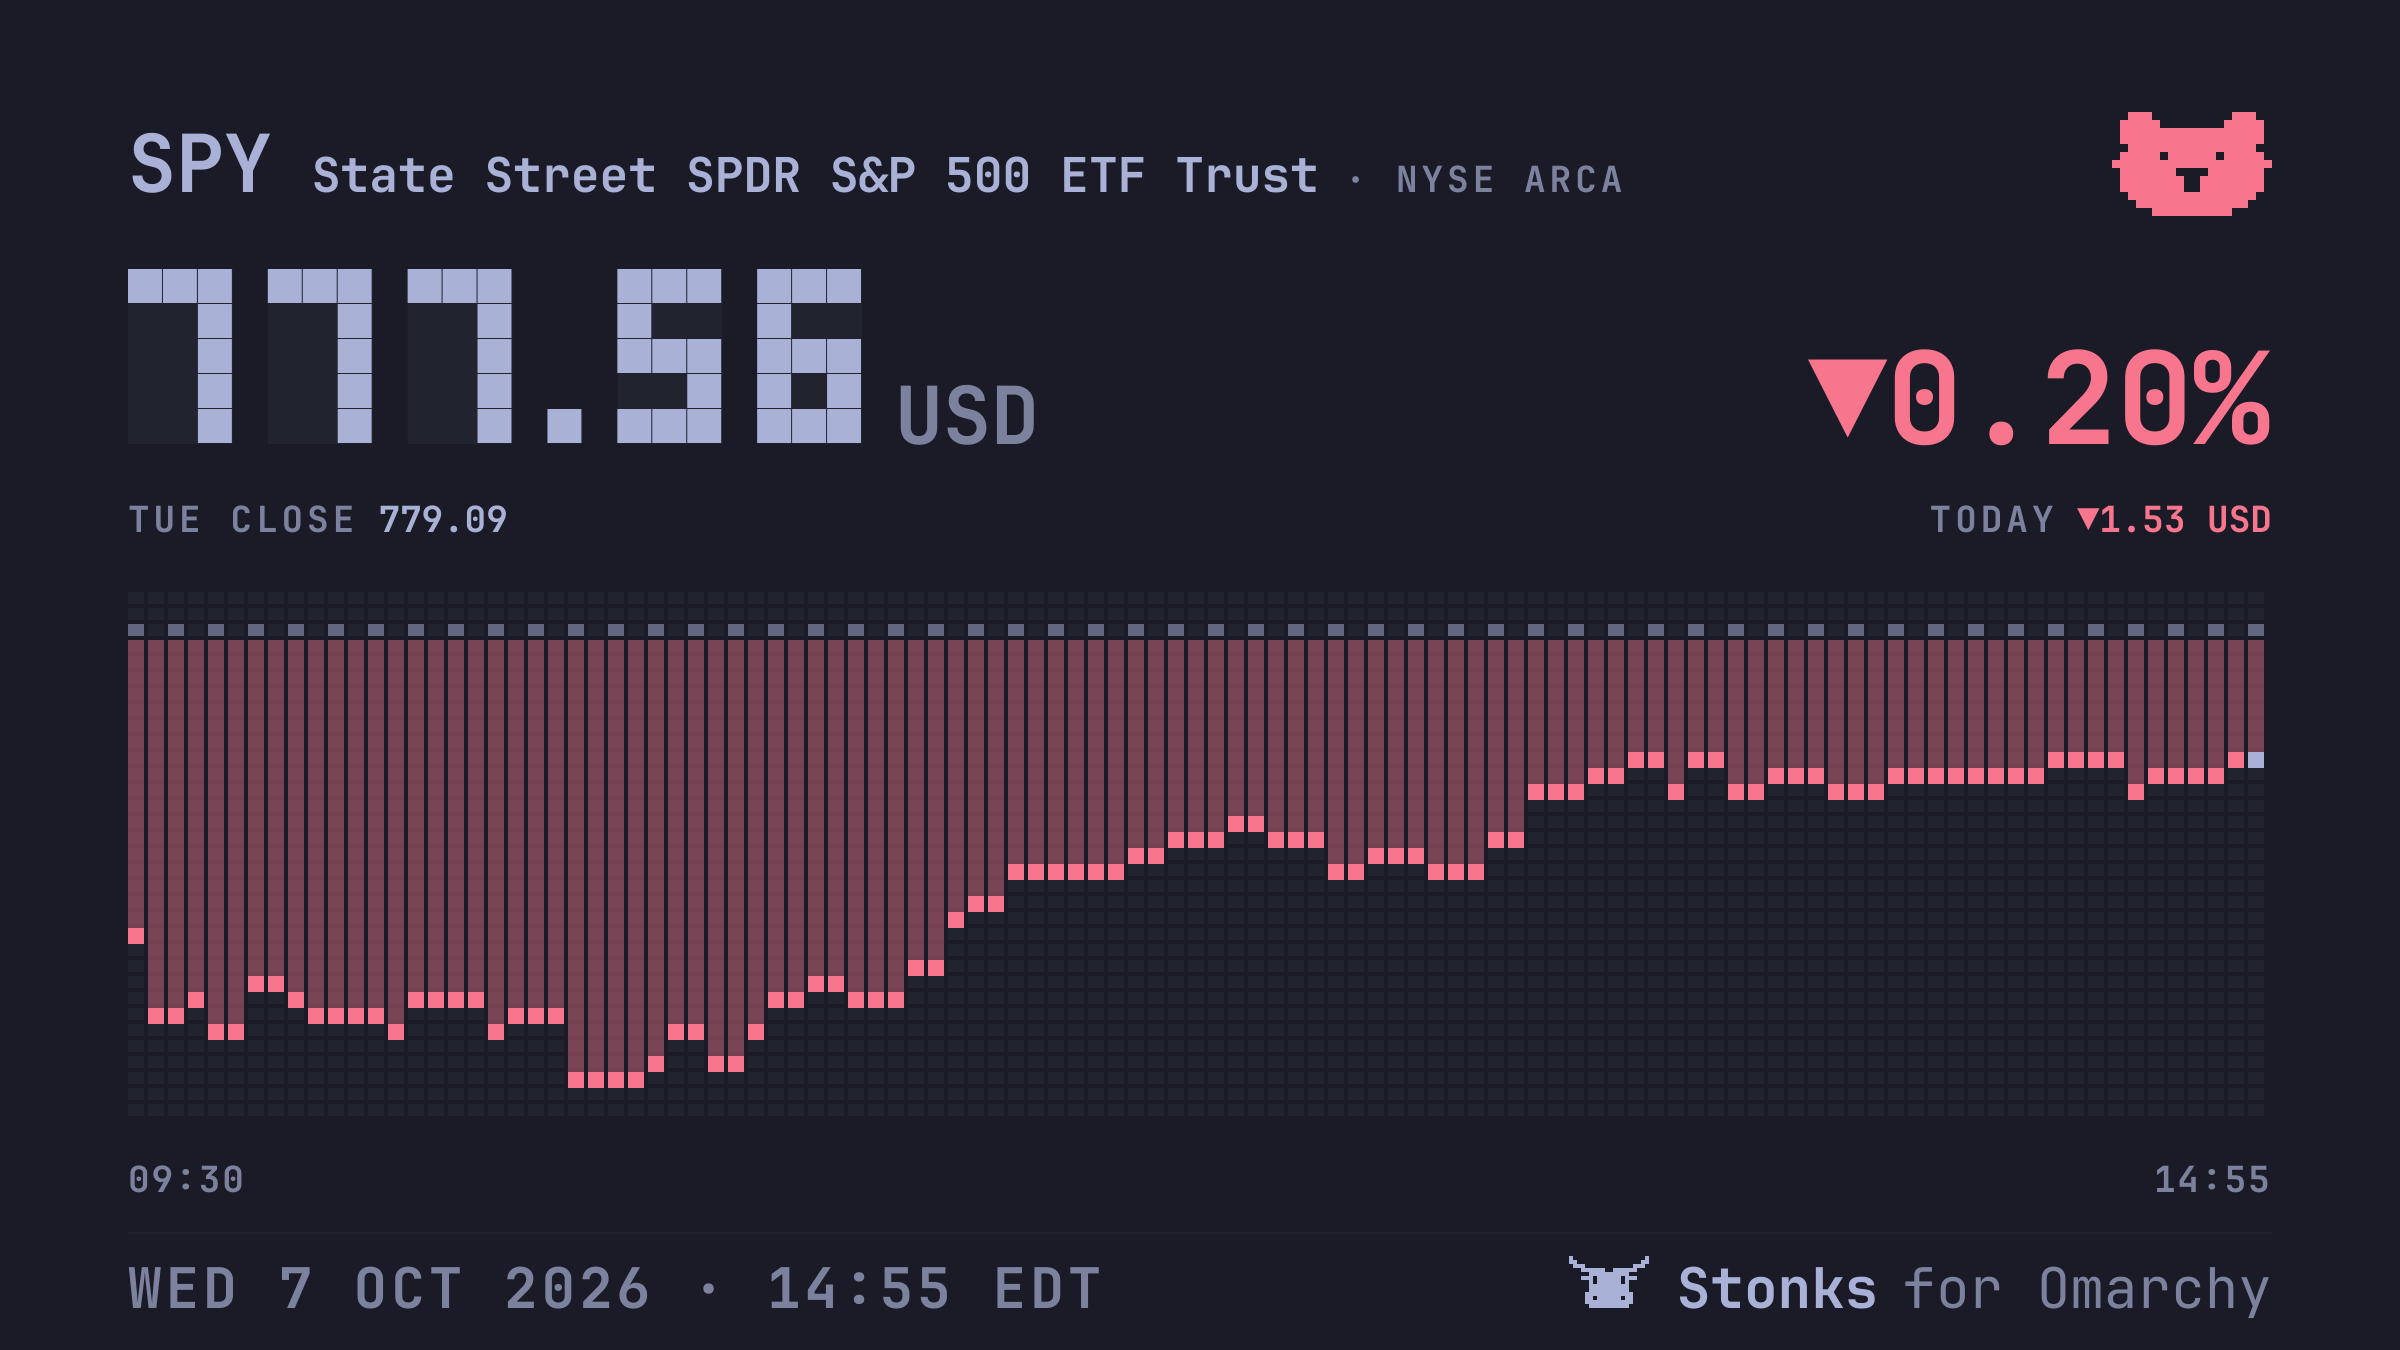 SPY State Street SPDR S&P 500 ETF Trust · NYSE ARCA
777.56 USD
▼0.20%
TUE CLOSE 779.09
TODAY ▼1.53 USD
09:30
14:55
WED 7 OCT 2026 · 14:55 EDT
Stonks for Omarchy